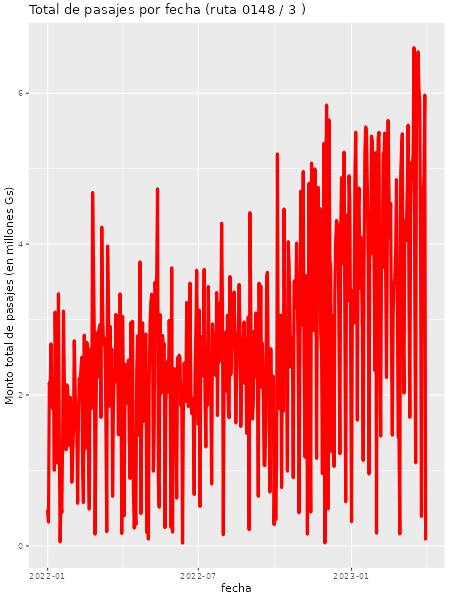 Total de pasajes por fecha (ruta 0148 / 3 )
Monto total de pasajes (en millones Gs)
6
4
2
0
2022-01
2022-07
2023-01
fecha